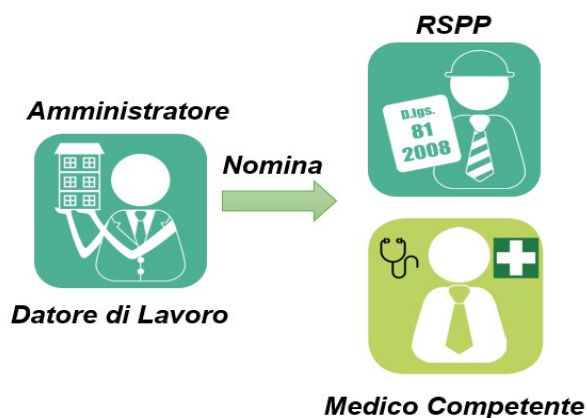 RSPP
Amministratore
D.lgs.
81
2008
Nomina
Datore di Lavoro
Medico Competente